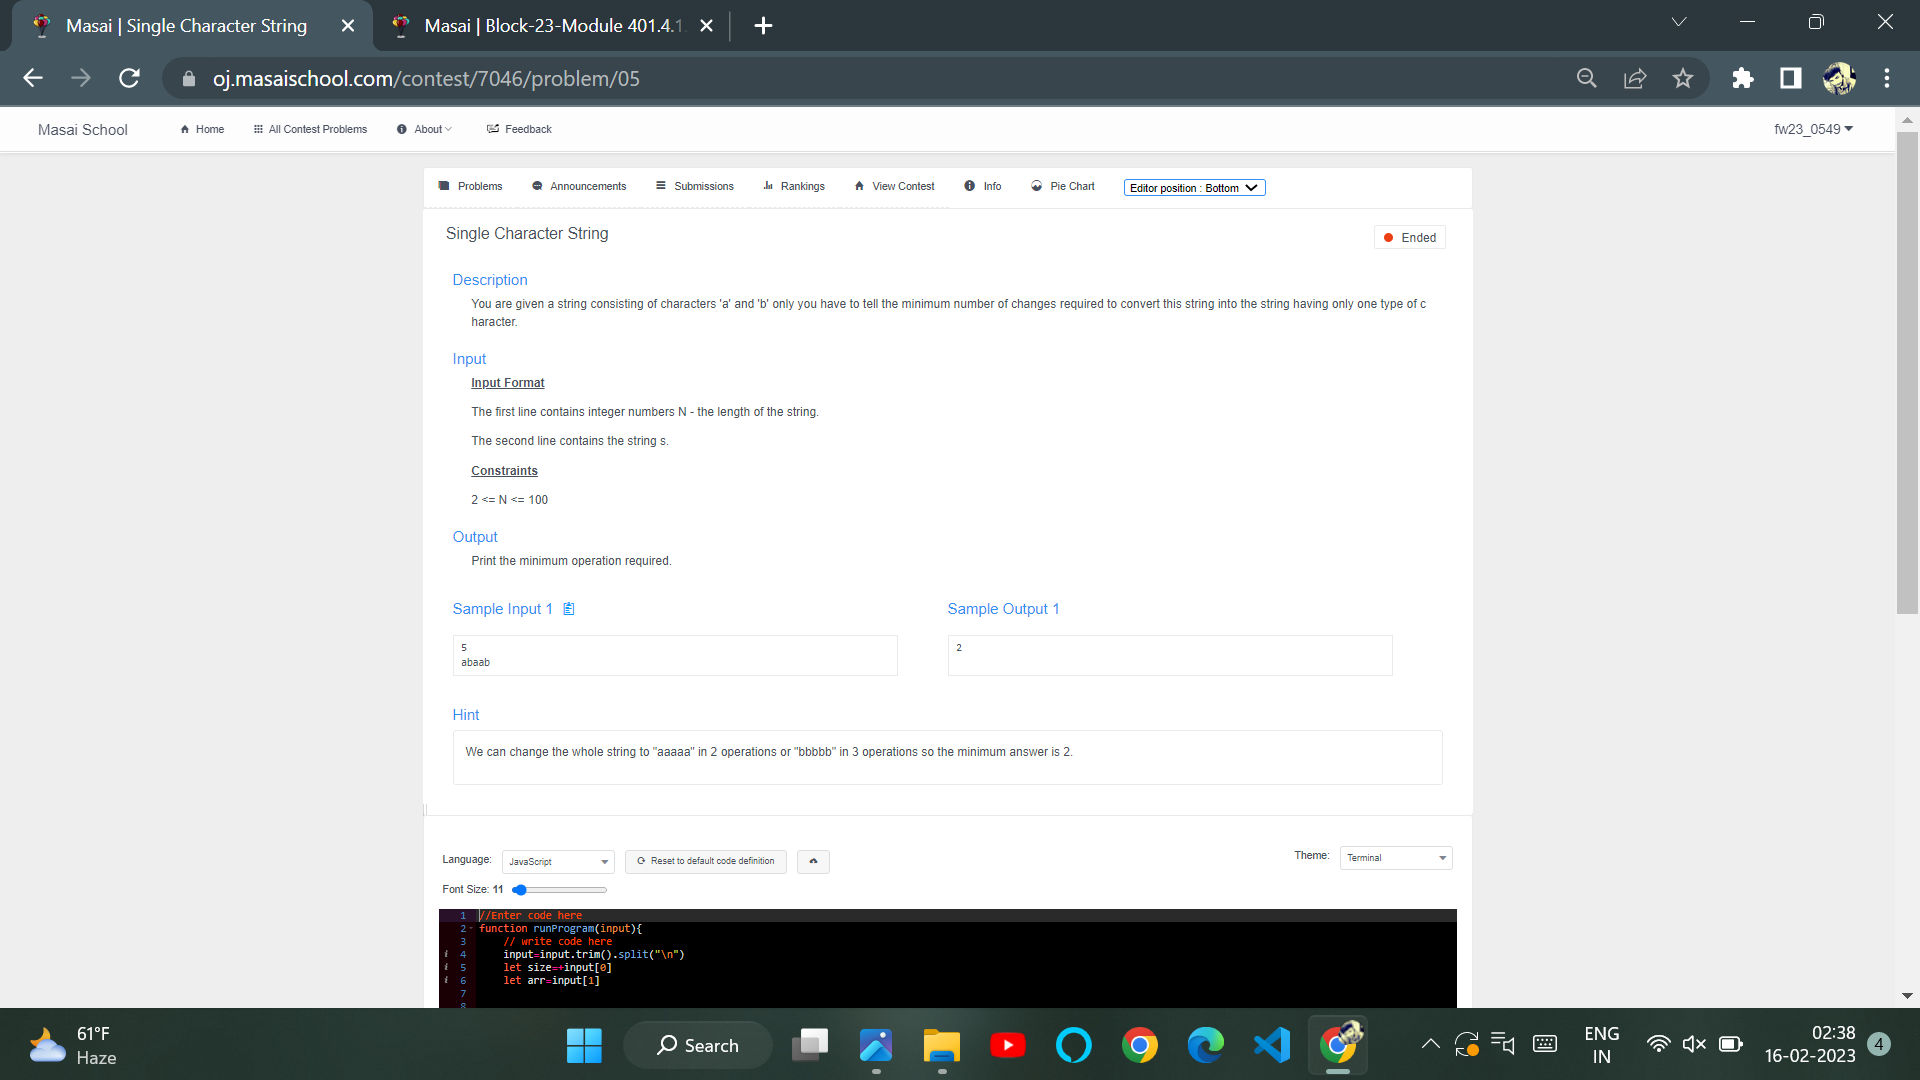 Masai | Single Character String
Masai | Block-23-Module 401.4.1
oj.masaischool.com/contest/7046/problem/05
Masai School
Home
All Contest Problems
About
Feedback
fw23_0549
Problems
Announcements
Submissions
Rankings
View Contest
Info
Pie Chart
Editor position : Bottom
Single Character String
Ended
Description
You are given a string consisting of characters 'a' and 'b' only you have to tell the minimum number of changes required to convert this string into the string having only one type of c
haracter.
Input
Input Format
The first line contains integer numbers N - the length of the string.
The second line contains the string s.
Constraints
2 <= N <= 100
Output
Print the minimum operation required.
Sample Input 1
Sample Output 1
5
abaab
2
Hint
We can change the whole string to "aaaaa" in 2 operations or "bbbbb" in 3 operations so the minimum answer is 2.
Language:
JavaScript
Reset to default code definition
Theme:
Terminal
Font Size: 11
1 //Enter code here
2 function runProgram(input){
3 // write code here
i 4 input=input.trim().split("\n")
i 5 let size=+input[0]
i 6 let arr=input[1]
7
8
61°F
Haze
Search
ENG
IN
02:38
16-02-2023
4